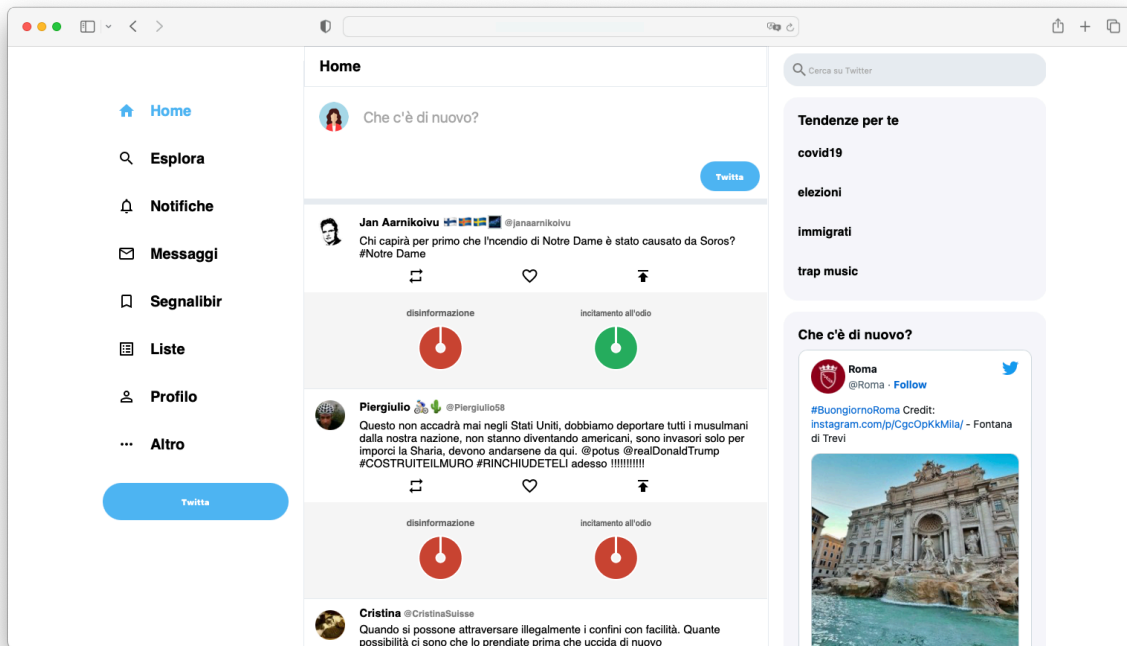 Home
Esplora
Notifiche
Messaggi
Segnalibir
Liste
Profilo
Altro
Twitta
Home
Che c'è di nuovo?
Twitta
Jan Aarnikoivu @janaarnikoivu
Chi capirà per primo che l'ncendio di Notre Dame è stato causato da Soros?
#Notre Dame
disinformazione
incitamento all'odio
Piergiulio @Piergiulio58
Questo non accadrà mai negli Stati Uniti, dobbiamo deportare tutti i musulmani
dalla nostra nazione, non stanno diventando americani, sono invasori solo per
imporci la Sharia, devono andarsene da qui. @potus @realDonaldTrump
#COSTRUITEILMURO #RINCHIUDETELI adesso !!!!!!!!!!!
disinformazione
incitamento all'odio
Cristina @CristinaSuisse
Quando si possone attraversare illegalmente i confini con facilità. Quante
possibilità ci sono che lo prendiate prima che uccida di nuovo
Cerca su Twitter
Tendenze per te
covid19
elezioni
immigrati
trap music
Che c'è di nuovo?
Roma
@Roma · Follow
#BuongiornoRoma Credit:
instagram.com/p/CgcOpKkMila/ - Fontana
di Trevi